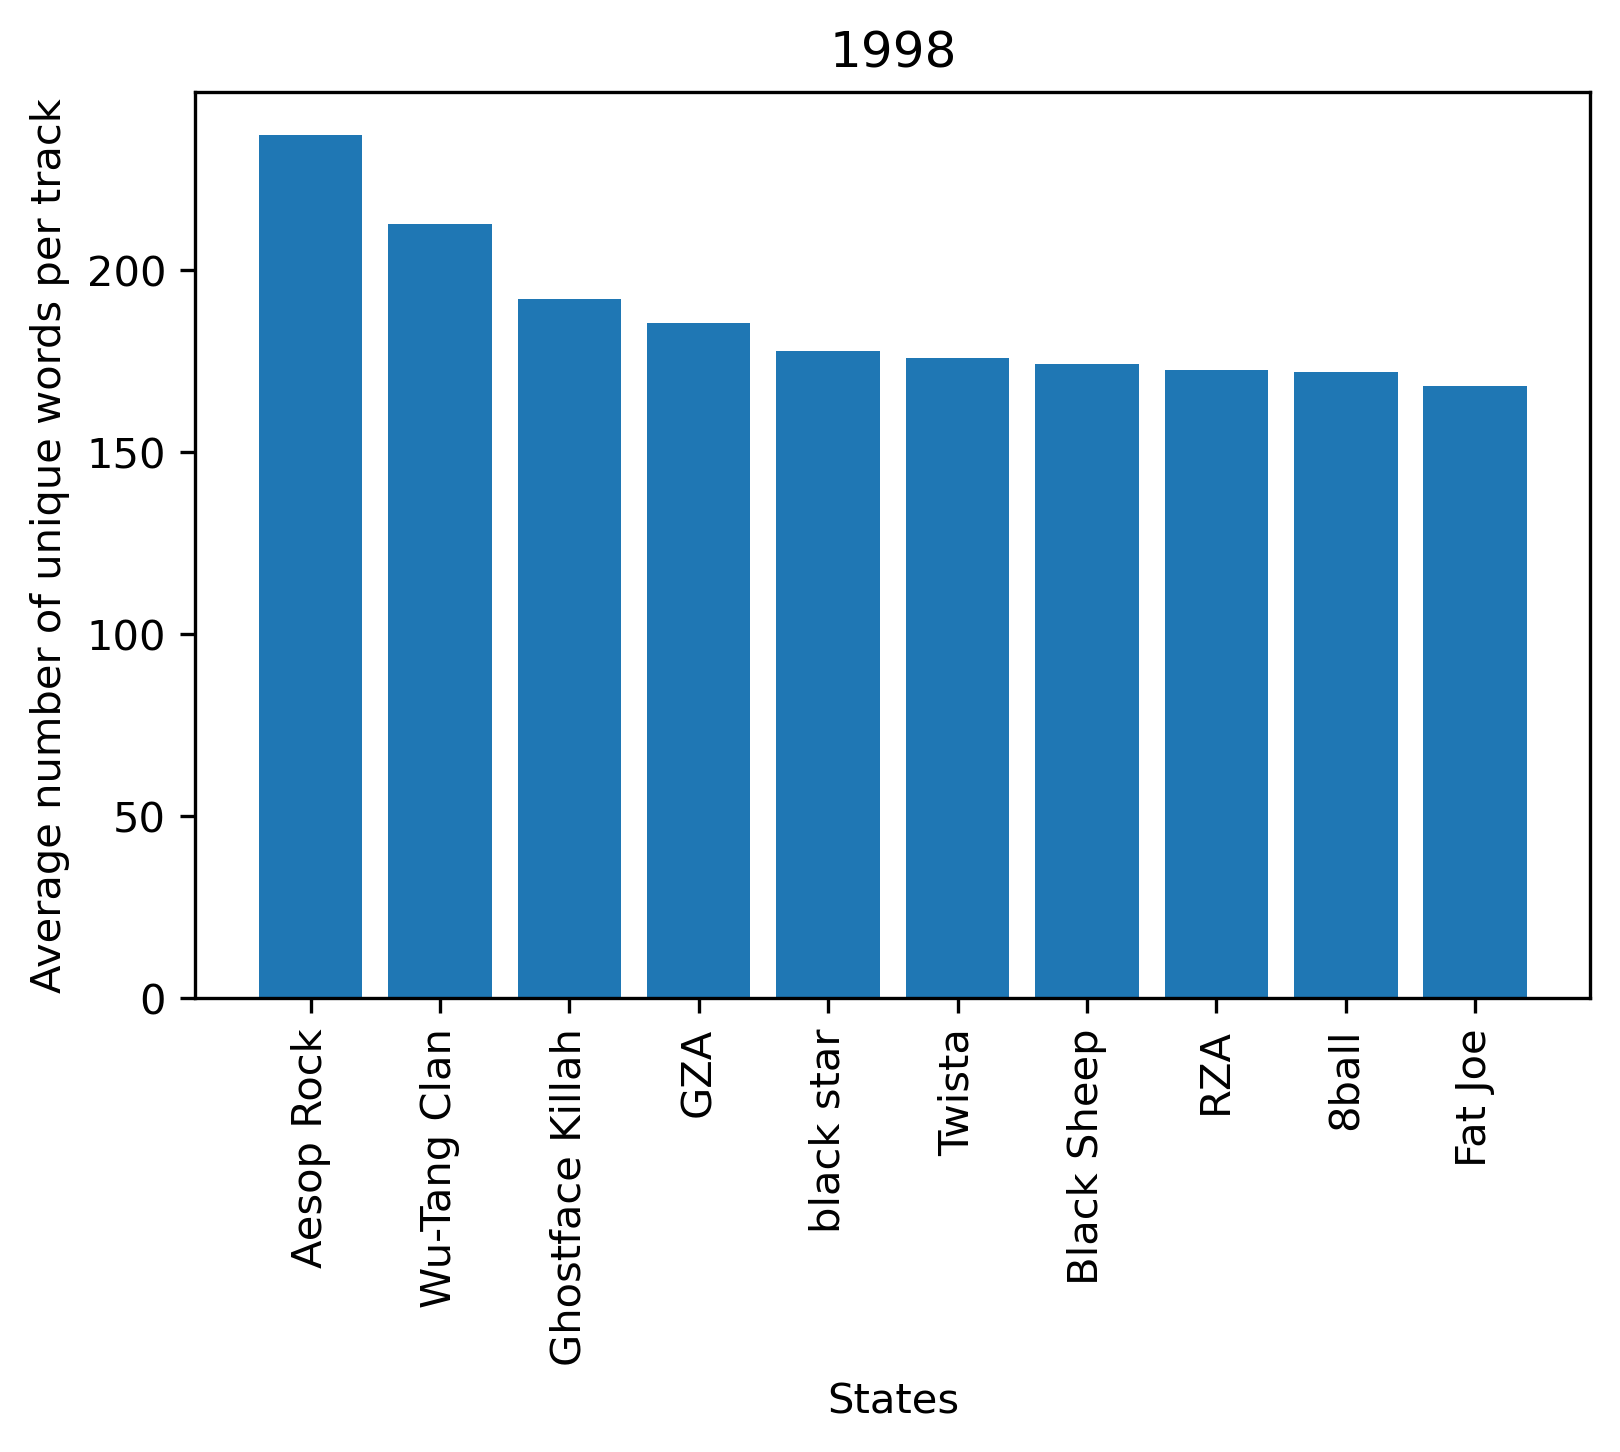 1998
Average number of unique words per track
200
150
100
50
0
Aesop Rock
Wu-Tang Clan
Ghostface Killah
GZA
black star
Twista
Black Sheep
RZA
8ball
Fat Joe
States